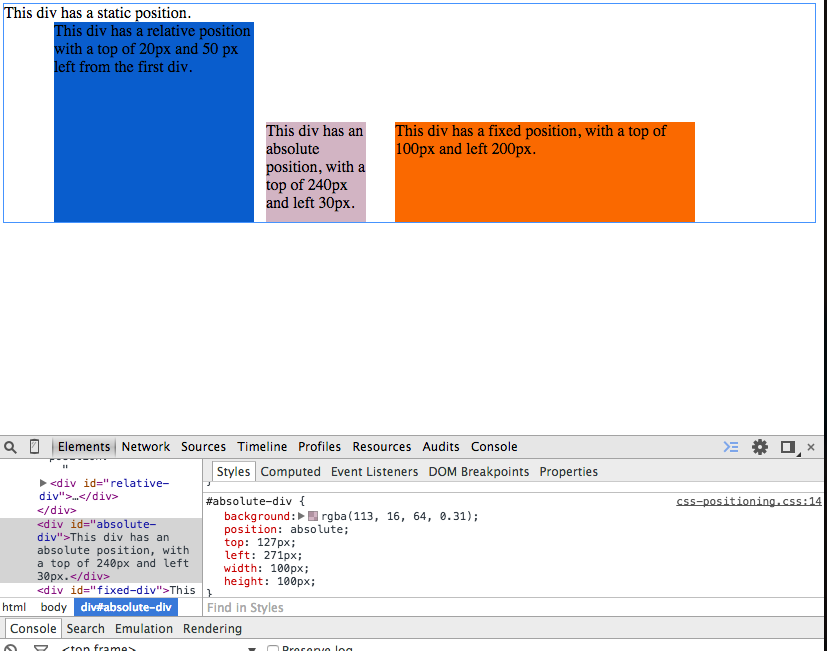 This div has a static position.
This div has a relative position
with a top of 20px and 50 px
left from the first div.
This div has an
absolute
position, with a
top of 240px
and left 30px.
This div has a fixed position, with a top of
100px and left 200px.
Elements Network Sources Timeline Profiles Resources Audits Console
"
▶<div id="relative-
div">…</div>
</div>
<div id="absolute-
div">This div has an
absolute position, with
a top of 240px and left
30px.</div>
<div id="fixed-div">This
html body div#absolute-div
Styles Computed Event Listeners DOM Breakpoints Properties
}
#absolute-div { css-positioning.css:14
background:▶rgba(113, 16, 64, 0.31);
position: absolute;
top: 127px;
left: 271px;
width: 100px;
height: 100px;
}
Find in Styles
Console Search Emulation Rendering
<top frame> ▼ Preserve log